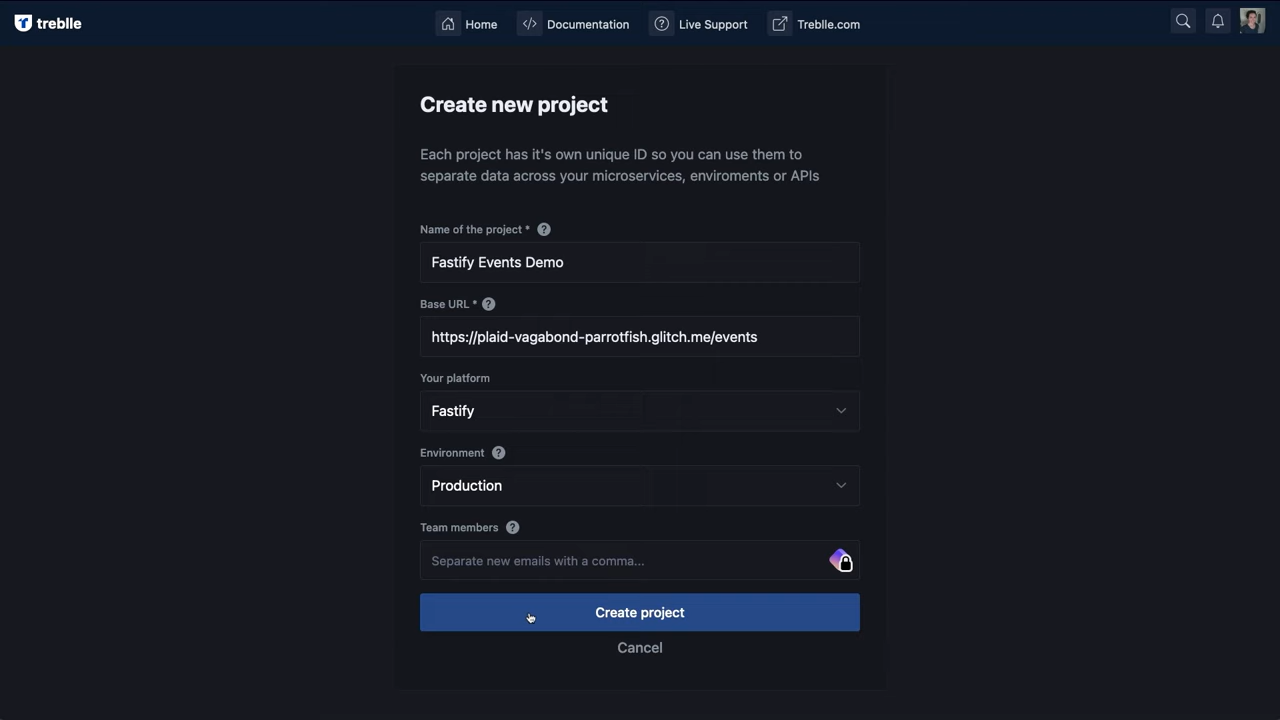 treblle
Home
Documentation
Live Support
Treblle.com
Create new project
Each project has it's own unique ID so you can use them to
separate data across your microservices, enviroments or APIs
Name of the project * ?
Fastify Events Demo
Base URL * ?
https://plaid-vagabond-parrotfish.glitch.me/events
Your platform
Fastify
Environment ?
Production
Team members ?
Separate new emails with a comma...
Create project
Cancel